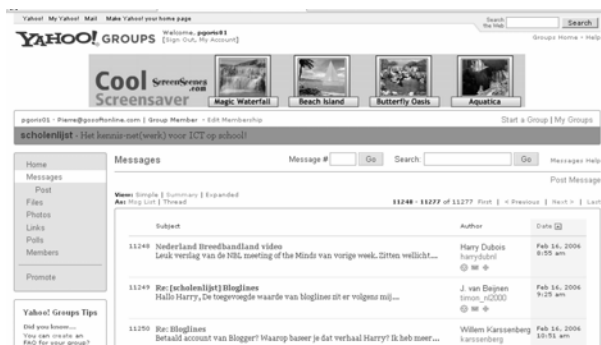 Yahoo! My Yahoo! Mail Make Yahoo! your home page
Search the Web Search
YAHOO! GROUPS Welcome, pgoris01 [Sign Out, My Account]
Groups Home - Help
Cool Screensaver ScreenScenes.com
Magic Waterfall Beach Island Butterfly Oasis Aquatica
pgoris01 - Pierre@gosoftonline.com | Group Member - Edit Membership Start a Group | My Groups
scholenlijst - Het kennis-net(werk) voor ICT op school!
Home
Messages
Post
Files
Photos
Links
Polls
Members
Promote
Yahoo! Groups Tips
Did you know...
You can create an
FAQ for your group?
Messages Message # Go Search: Go Messages Help
Post Message
View: Simple | Summary | Expanded
As: Msg List | Thread 11248 - 11277 of 11277 First | < Previous | Next > | Last
Subject Author Date
11248 Nederland Breedbandland video Harry Dubois Feb 16, 2006
Leuk verslag van de NBL meeting of the Minds van vorige week. Zitten wellicht... harrydubnl 8:55 am
11249 Re: [scholenlijst] Bloglines J. van Beijnen Feb 16, 2006
Hallo Harry, De toegevoegde waarde van bloglines zit er volgens mij... timon_nl2000 9:25 am
11250 Re: Bloglines Willem Karssenberg Feb 16, 2006
Betaald account van Blogger? Waarop baseer je dat verhaal Harry? Ik heb meer... karssenberg 10:51 am